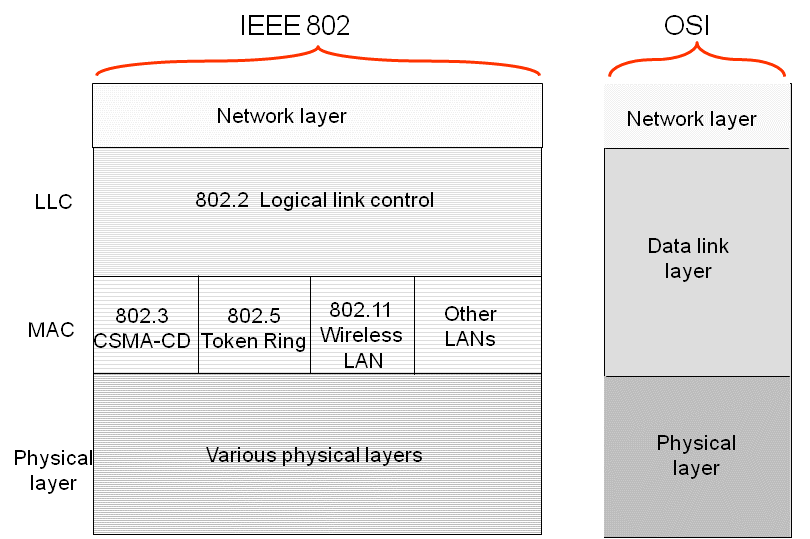 IEEE 802
OSI
Network layer
Network layer
LLC
802.2 Logical link control
Data link
layer
MAC
802.3
CSMA-CD
802.5
Token Ring
802.11
Wireless
LAN
Other
LANs
Physical
layer
Various physical layers
Physical
layer